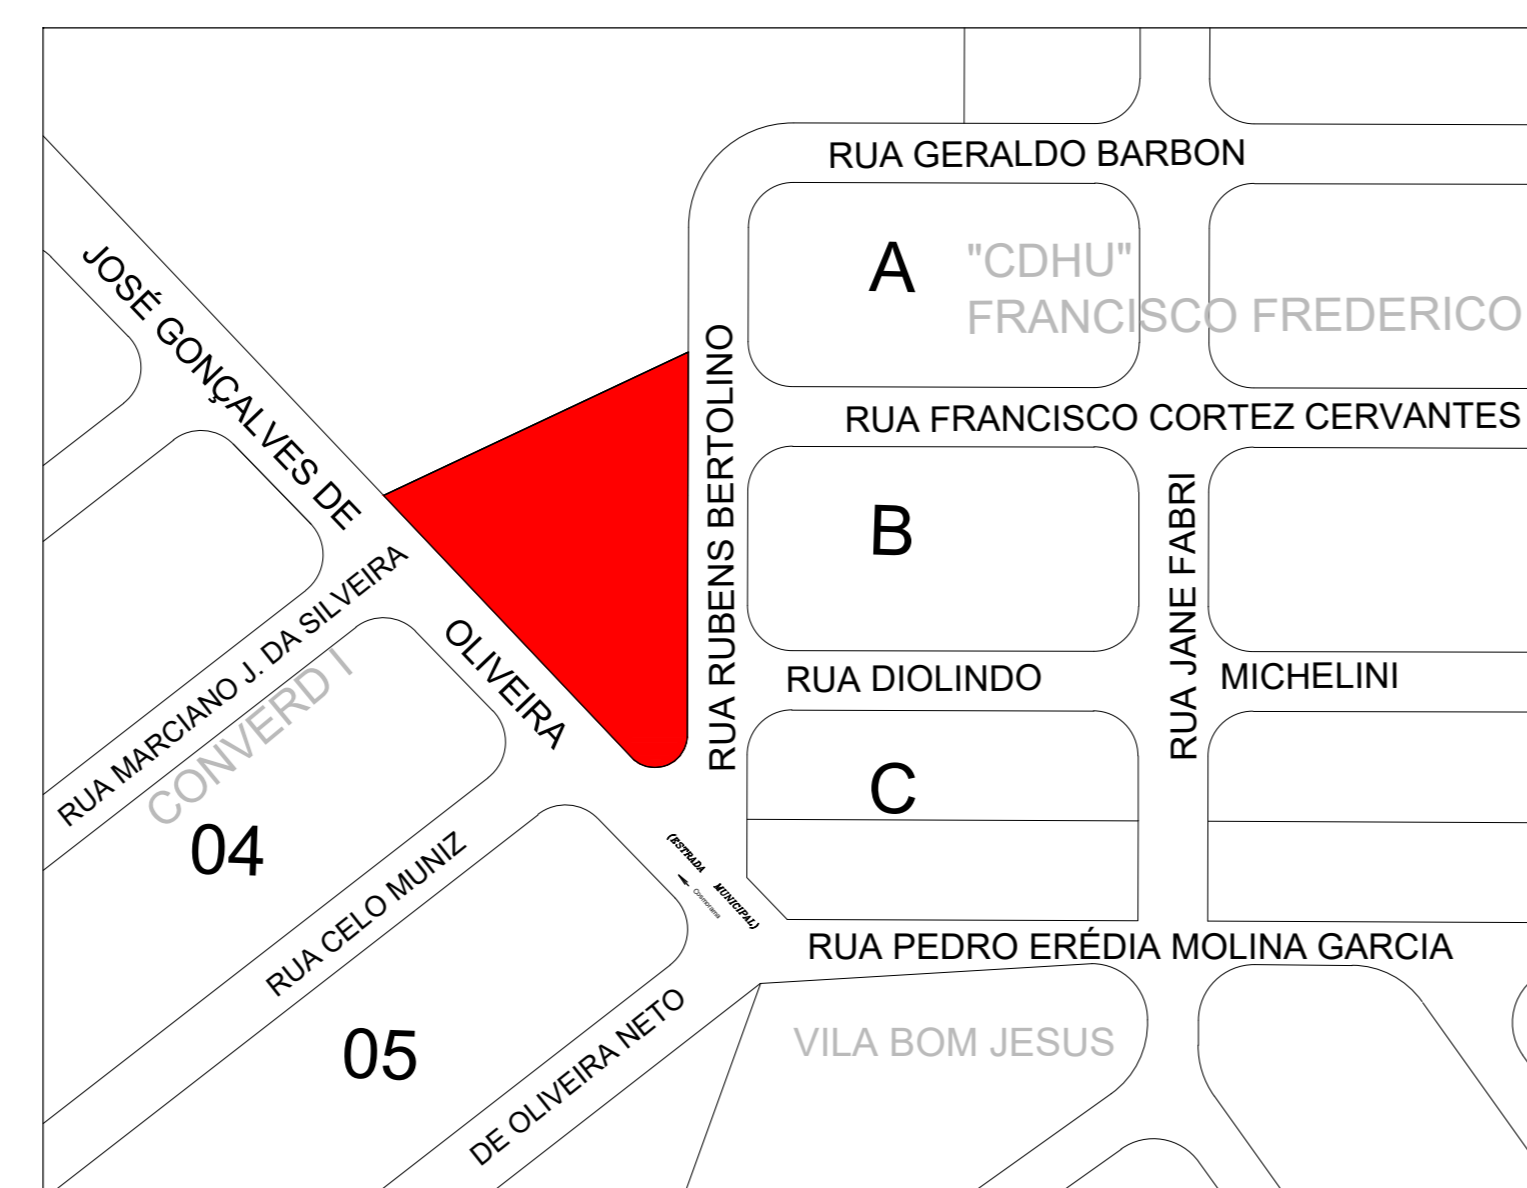 RUA GERALDO BARBON
A
"CDHU"
FRANCISCO FREDERICO
JOSÉ GONÇALVES DE
OLIVEIRA
RUA RUBENS BERTOLINO
RUA FRANCISCO CORTEZ CERVANTES
B
RUA JANE FABRI
RUA MARCIANO J. DA SILVEIRA
CONVERD I
RUA DIOLINDO
MICHELINI
C
04
RUA CELO MUNIZ
(ESTRADA MUNICIPAL)
Cosmorama
RUA PEDRO ERÉDIA MOLINA GARCIA
05
DE OLIVEIRA NETO
VILA BOM JESUS